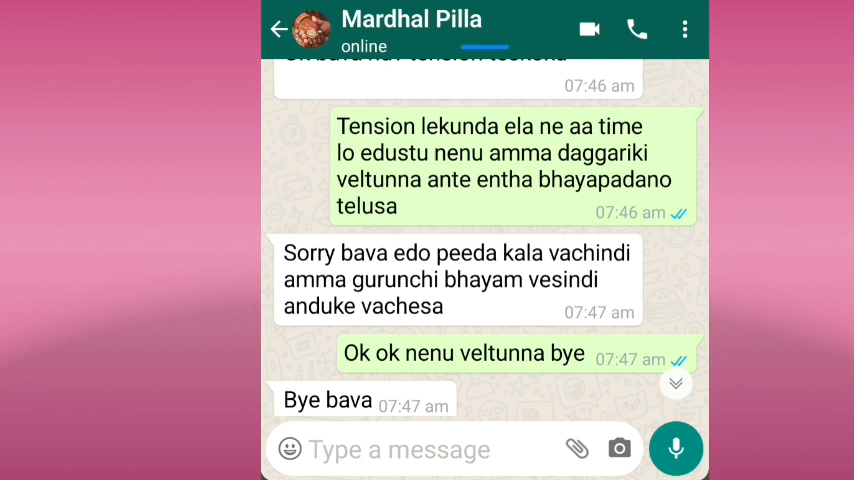 Mardhal Pilla
online
07:46 am
Tension lekunda ela ne aa time
lo edustu nenu amma daggariki
veltunna ante entha bhayapadano
telusa
07:46 am
Sorry bava edo peeda kala vachindi
amma gurunchi bhayam vesindi
anduke vachesa
07:47 am
Ok ok nenu veltunna bye 07:47 am
Bye bava 07:47 am
Type a message